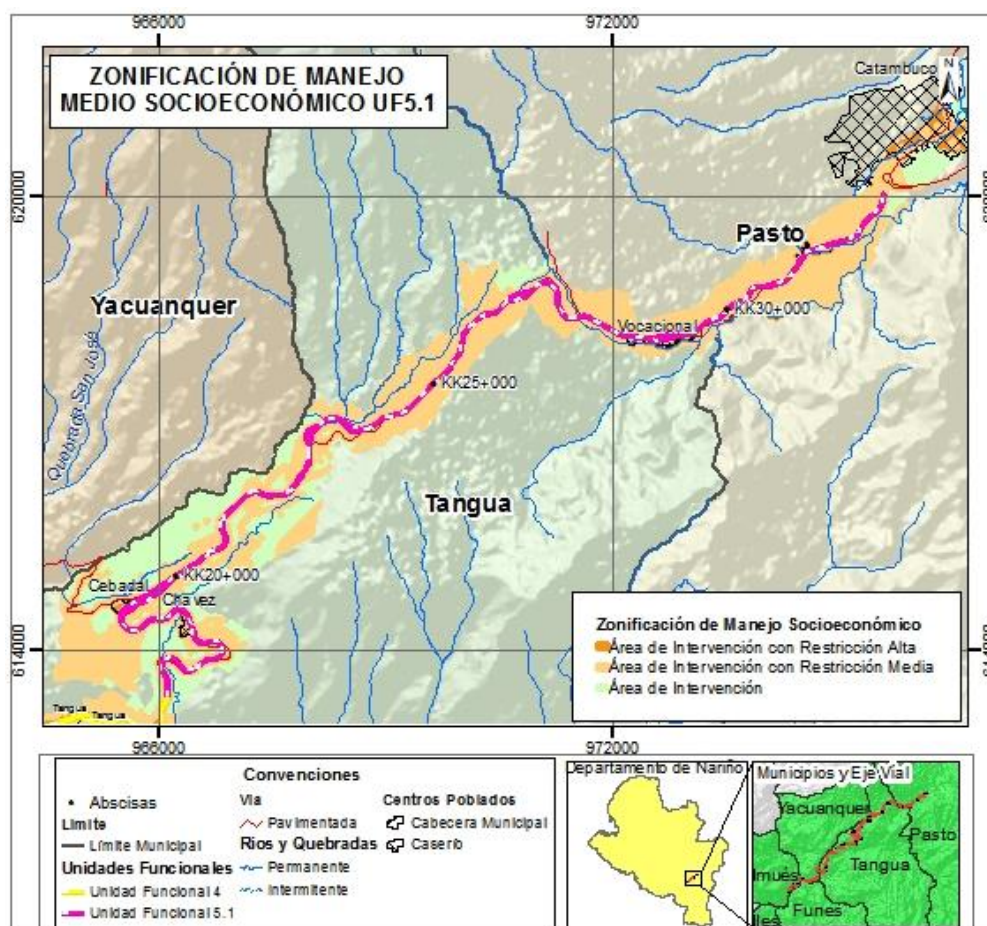 966000
972000
ZONIFICACIÓN DE MANEJO
MEDIO SOCIOECONÓMICO UF5.1
Catambuco
N
620000
Pasto
Yacuanquer
KK30+000
Vocacional
KK25+000
Quebrada San José
Tangua
KK20+000
Cebadal
Chavez
614000
614000
Tangua
Tangua
Zonificación de Manejo Socioeconómico
Área de Intervención con Restricción Alta
Área de Intervención con Restricción Media
Área de Intervención
966000
972000
Convenciones
Abscisas
Límite
Límite Municipal
Unidades Funcionales
Unidad Funcional 4
Unidad Funcional 5.1
Vía
Pavimentada
Ríos y Quebradas
Permanente
Intermitente
Centros Poblados
Cabecera Municipal
Caserío
Departamento de Nariño
Municipios y Eje Vial
Yacuanquer
Pasto
Tangua
Imués
Funes
Iles